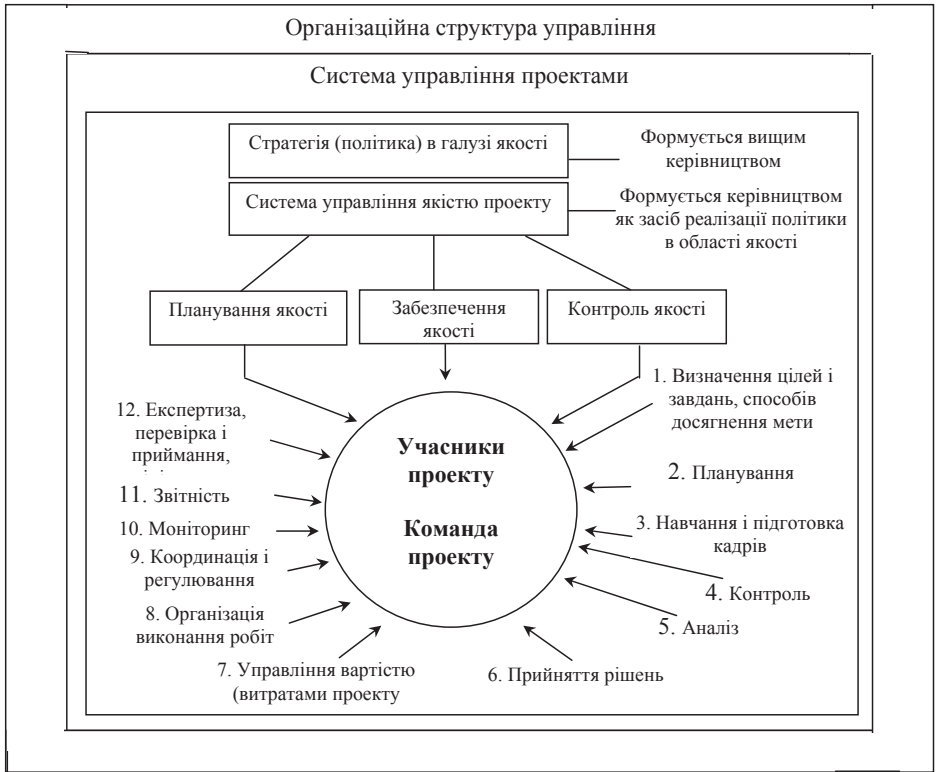 Організаційна структура управління
Система управління проектами
Стратегія (політика) в галузі якості
Формується вищим
керівництвом
Система управління якістю проекту
Формується керівництвом
як засіб реалізації політики
в області якості
Планування якості
Забезпечення
якості
Контроль якості
1. Визначення цілей і
завдань, способів
досягнення мети
2. Планування
3. Навчання і підготовка
кадрів
4. Контроль
5. Аналіз
6. Прийняття рішень
7. Управління вартістю
(витратами проекту
8. Організація
виконання робіт
9. Координація і
регулювання
10. Моніторинг
11. Звітність
12. Експертиза,
перевірка і
приймання,
Учасники
проекту
Команда
проекту